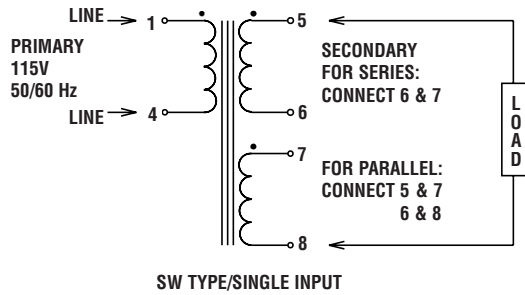 LINE
1
5
PRIMARY
115V
50/60 Hz
SECONDARY
FOR SERIES:
CONNECT 6 & 7
LINE
4
6
LOAD
7
FOR PARALLEL:
CONNECT 5 & 7
6 & 8
8
SW TYPE/SINGLE INPUT